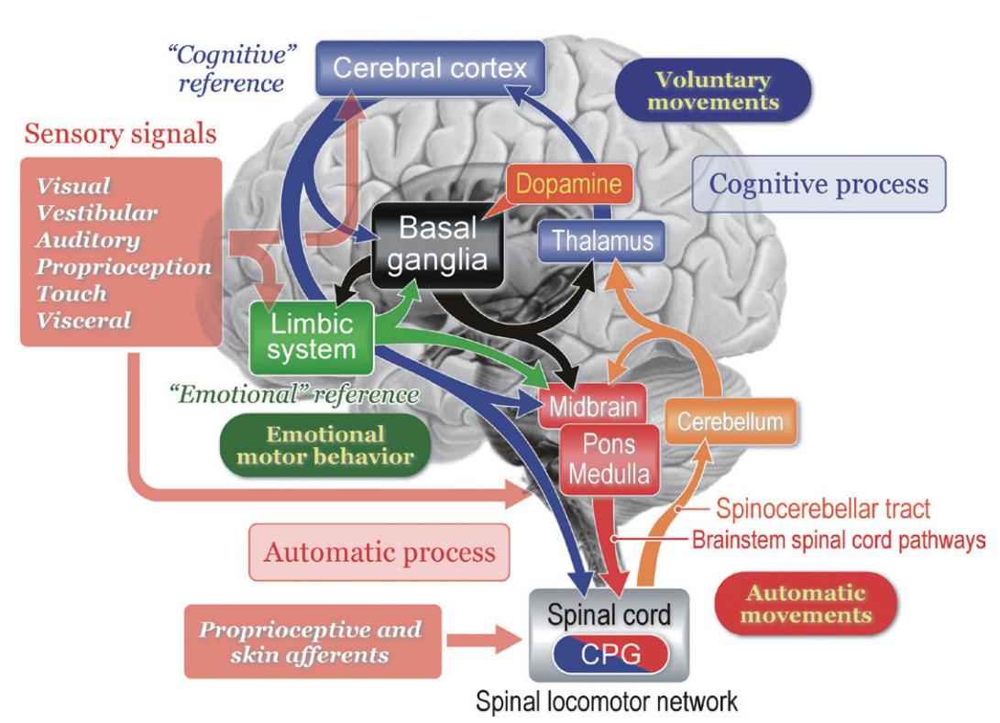 “Cognitive”
reference
Cerebral cortex
Voluntary
movements
Sensory signals
Visual
Vestibular
Auditory
Proprioception
Touch
Visceral
Dopamine
Cognitive process
Basal
ganglia
Thalamus
Limbic
system
“Emotional” reference
Midbrain
Cerebellum
Emotional
motor behavior
Pons
Medulla
Spinocerebellar tract
Brainstem spinal cord pathways
Automatic process
Automatic
movements
Proprioceptive and
skin afferents
Spinal cord
CPG
Spinal locomotor network